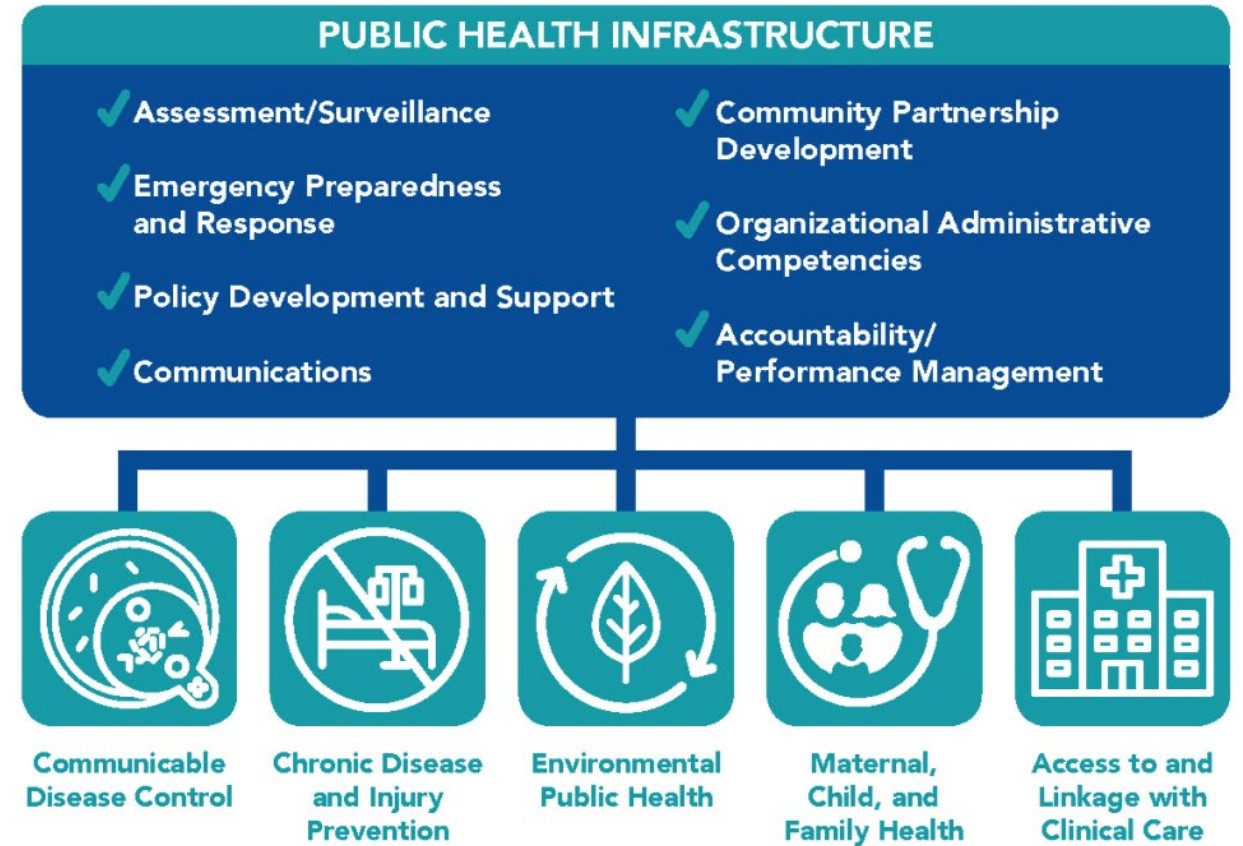 PUBLIC HEALTH INFRASTRUCTURE
Assessment/Surveillance
Emergency Preparedness
and Response
Policy Development and Support
Communications
Community Partnership
Development
Organizational Administrative
Competencies
Accountability/
Performance Management
Communicable
Disease Control
Chronic Disease
and Injury
Prevention
Environmental
Public Health
Maternal,
Child, and
Family Health
Access to and
Linkage with
Clinical Care